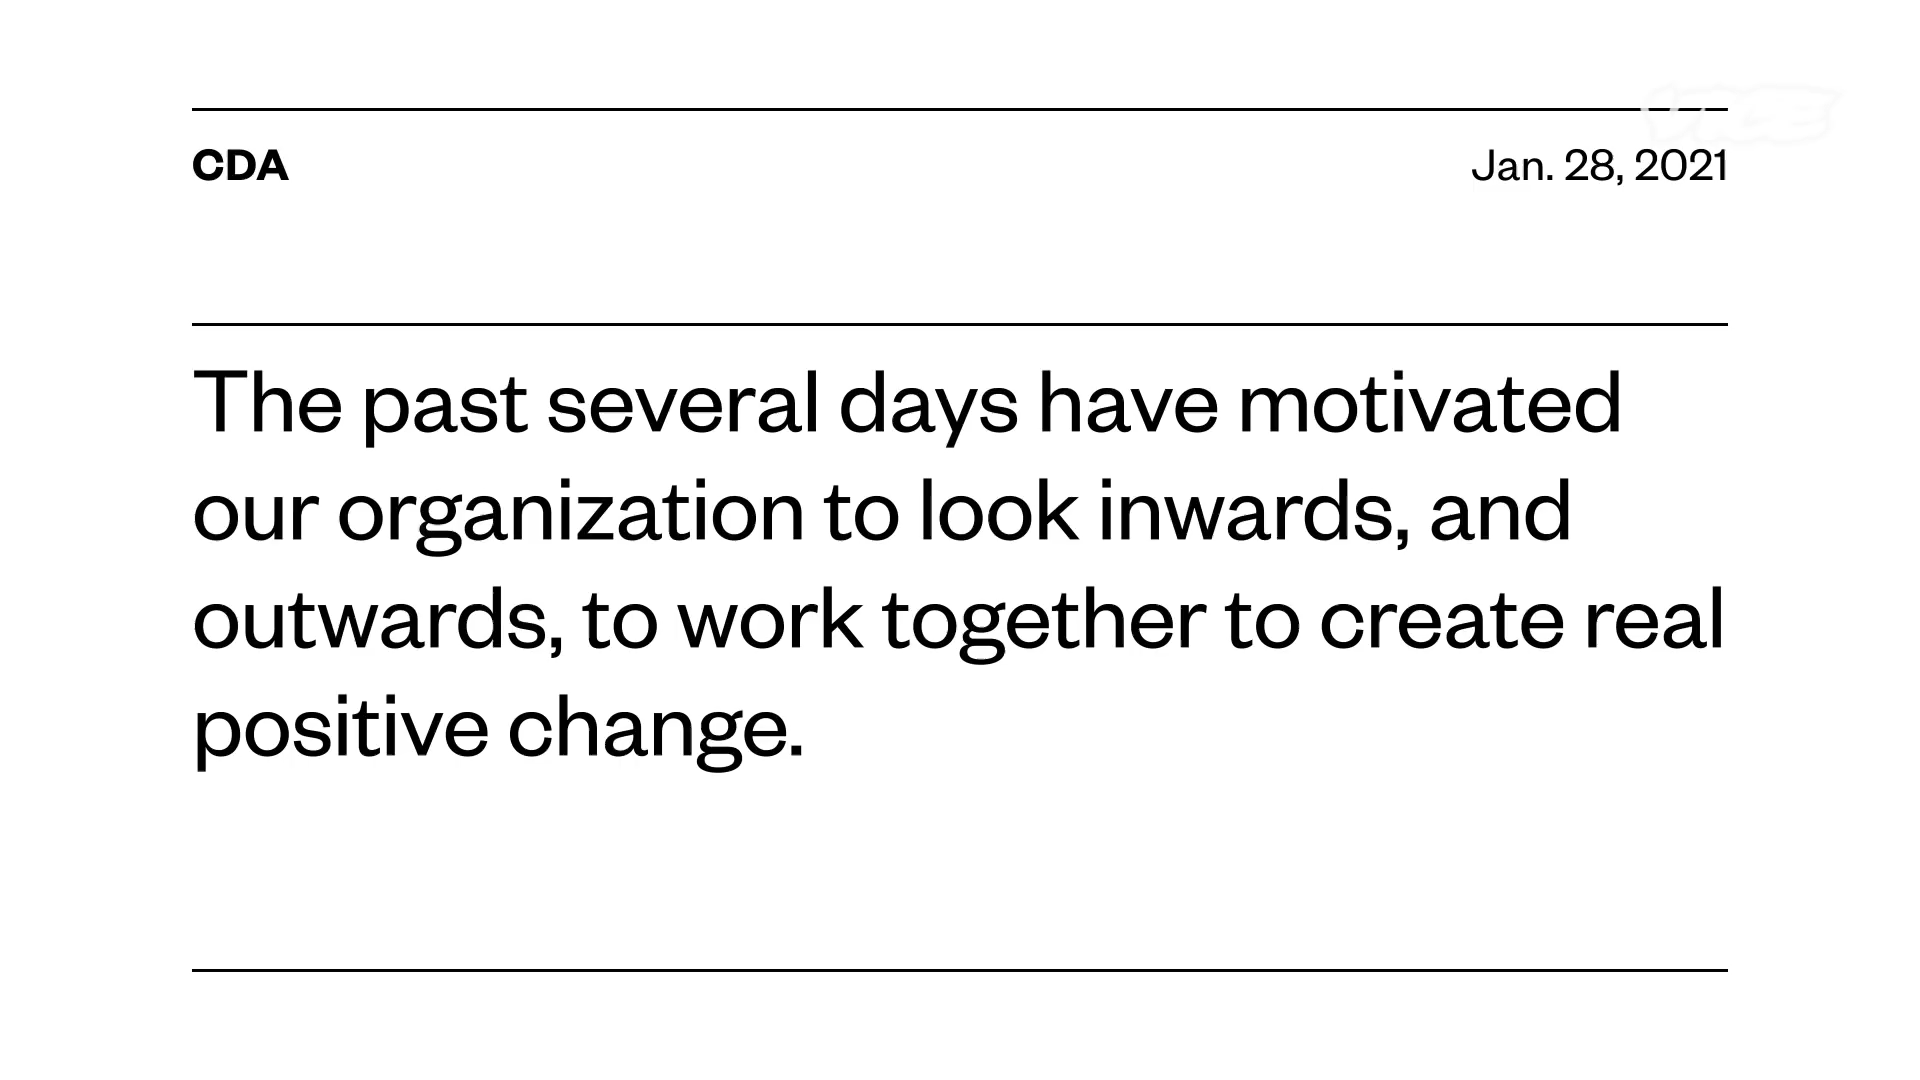 VICE
CDA
Jan. 28, 2021
The past several days have motivated
our organization to look inwards, and
outwards, to work together to create real
positive change.